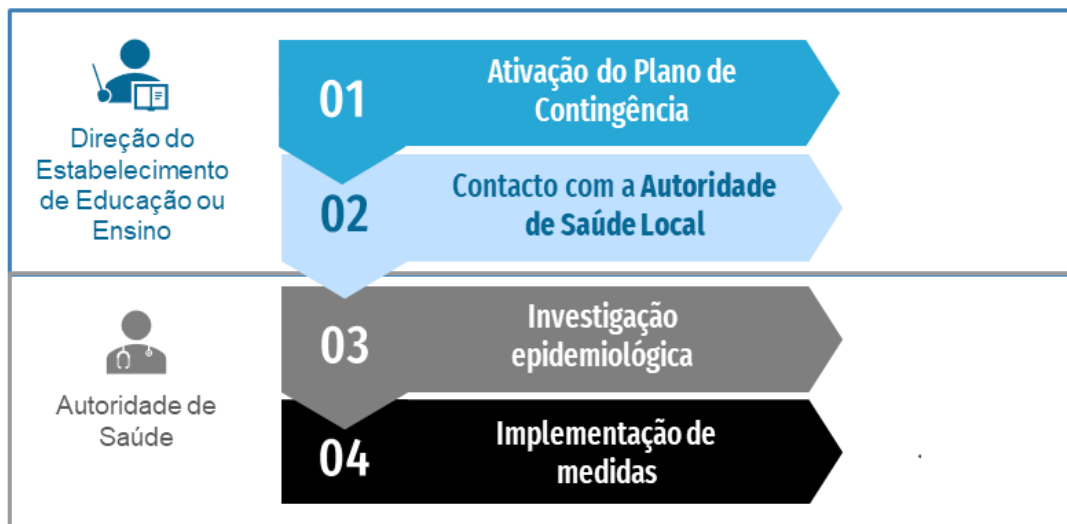 Direção do
Estabelecimento
de Educação ou
Ensino
01
Ativação do Plano de
Contingência
02
Contacto com a Autoridade
de Saúde Local
Autoridade de
Saúde
03
Investigação
epidemiológica
04
Implementação de
medidas
.